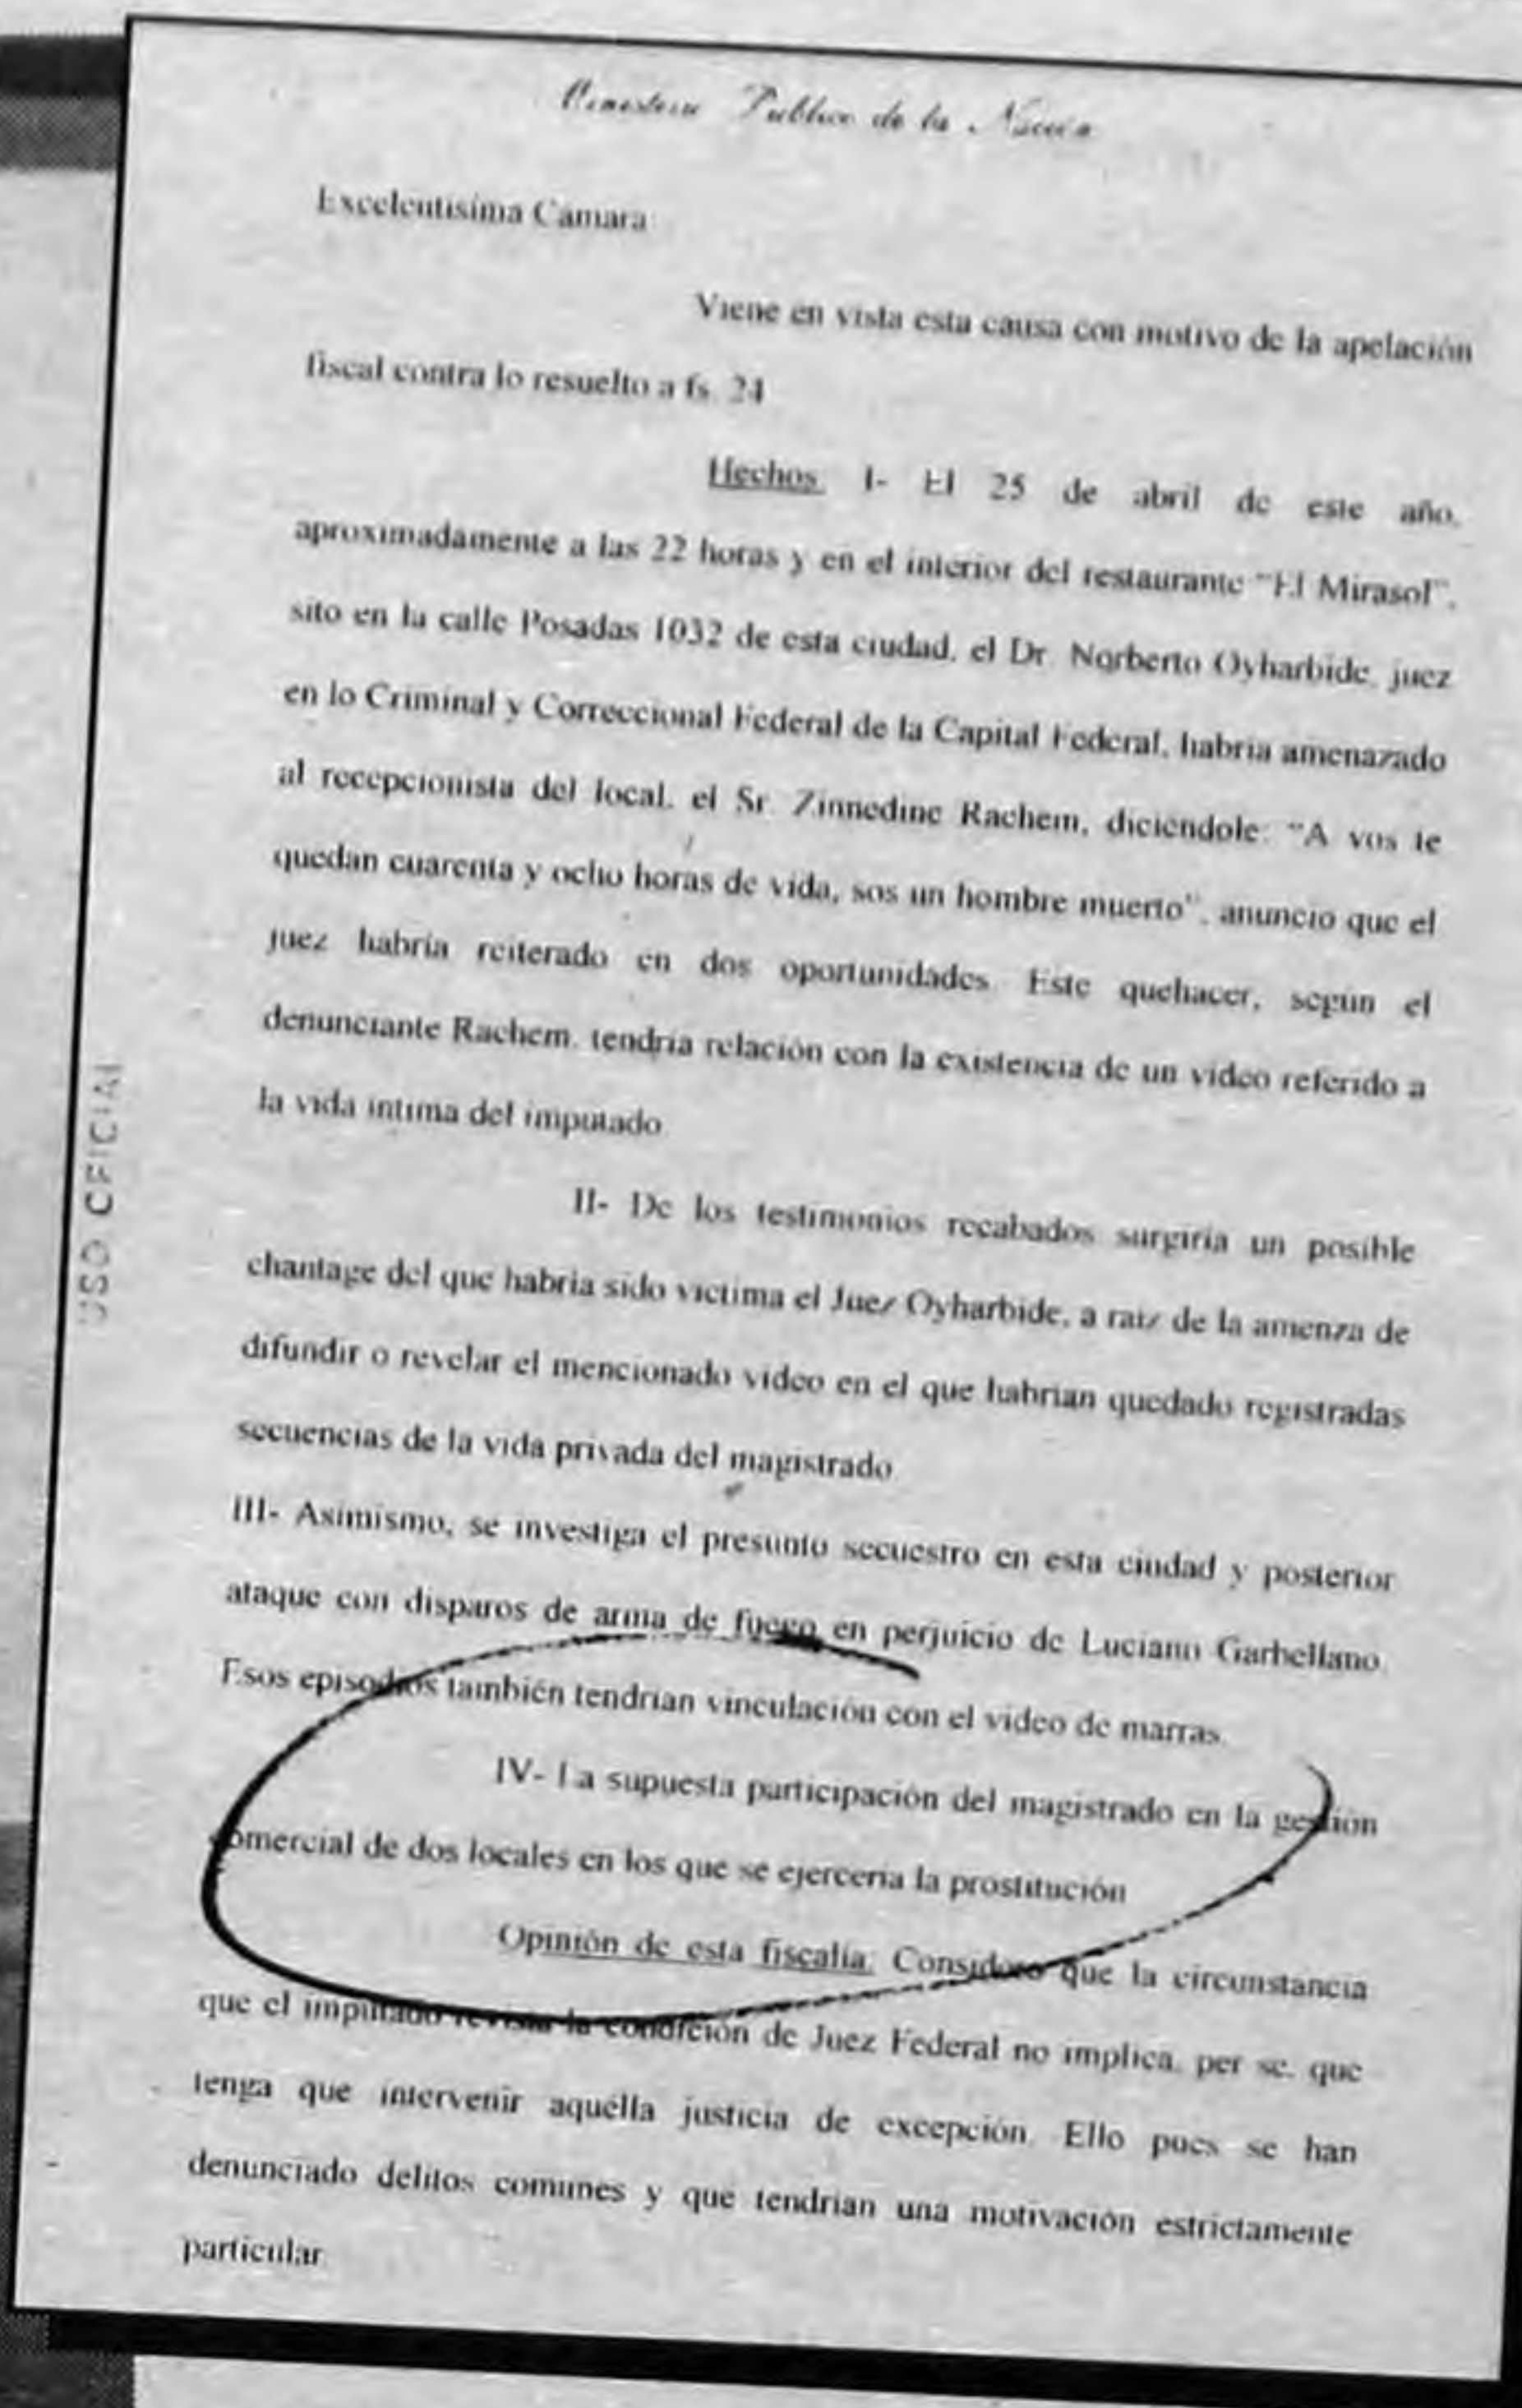 Ministerio Publico de la Nación
Excelentísima Cámara
Viene en vista esta causa con motivo de la apelación
fiscal contra lo resuelto a fs. 24
Hechos: I- El 25 de abril de este año,
aproximadamente a las 22 horas y en el interior del restaurante "El Mirasol",
sito en la calle Posadas 1032 de esta ciudad, el Dr. Norberto Oyharbide, juez
en lo Criminal y Correccional Federal de la Capital Federal, habría amenazado
al recepcionista del local, el Sr. Zinnedine Rachem, diciéndole: "A vos te
quedan cuarenta y ocho horas de vida, sos un hombre muerto", anuncio que el
juez habría reiterado en dos oportunidades. Este quehacer, según el
denunciante Rachem, tendría relación con la existencia de un video referido a
la vida íntima del imputado.
II- De los testimonios recabados surgiría un posible
chantage del que habría sido víctima el Juez Oyharbide, a raíz de la amenza de
difundir o revelar el mencionado video en el que habrían quedado registradas
secuencias de la vida privada del magistrado.
III- Asimismo, se investiga el presunto secuestro en esta ciudad y posterior
ataque con disparos de arma de fuego en perjuicio de Luciano Garbellano.
Esos episodios también tendrían vinculación con el video de marras.
IV- La supuesta participación del magistrado en la gestión
comercial de dos locales en los que se ejercería la prostitución
Opinión de esta fiscalía: Considero que la circunstancia
que el imputado revista la condición de Juez Federal no implica, per se, que
tenga que intervenir aquélla justicia de excepción. Ello pues se han
denunciado delitos comunes y que tendrían una motivación estrictamente
particular.
USO OFICIAL